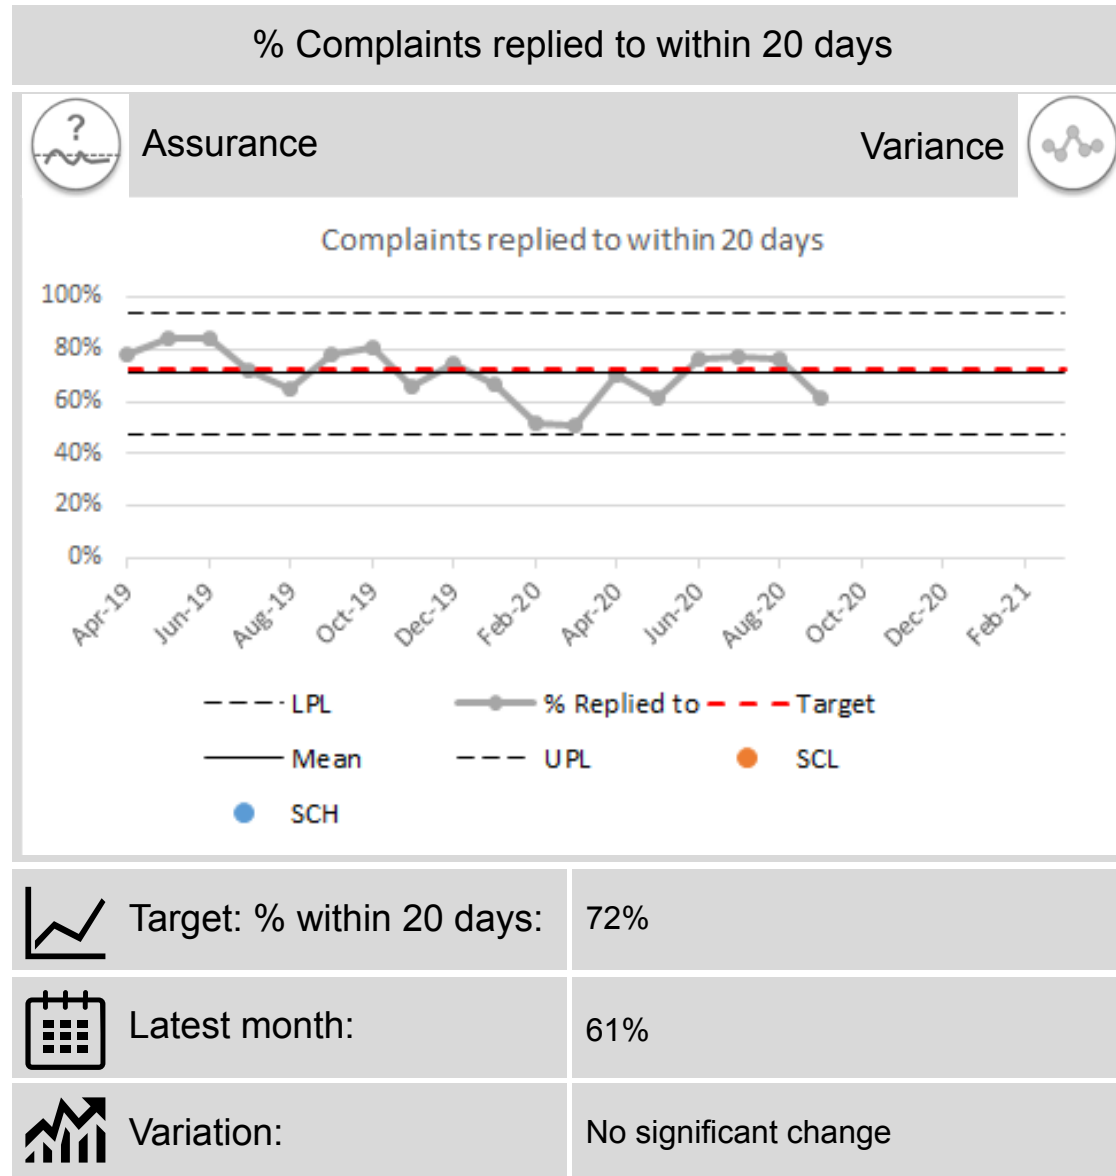 % Complaints replied to within 20 days
?
Assurance
Variance
Complaints replied to within 20 days
100%
80%
60%
40%
20%
0%
Apr-19
Jun-19
Aug-19
Oct-19
Dec-19
Feb-20
Apr-20
Jun-20
Aug-20
Oct-20
Dec-20
Feb-21
LPL
% Replied to
Target
Mean
UPL
SCL
SCH
Target: % within 20 days:
72%
Latest month:
61%
Variation:
No significant change